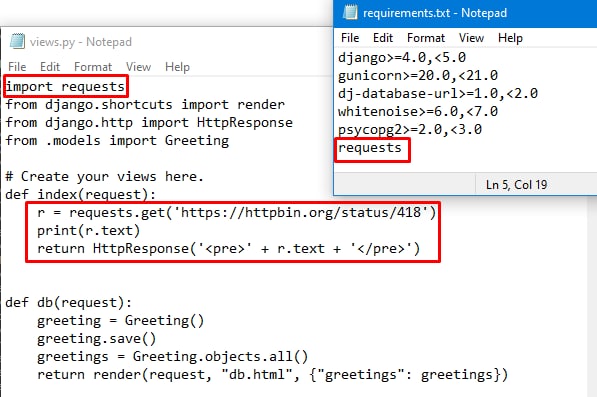 views.py - Notepad
File Edit Format View Help
import requests
from django.shortcuts import render
from django.http import HttpResponse
from .models import Greeting

# Create your views here.
def index(request):
    r = requests.get('https://httpbin.org/status/418')
    print(r.text)
    return HttpResponse('<pre>' + r.text + '</pre>')

def db(request):
    greeting = Greeting()
    greeting.save()
    greetings = Greeting.objects.all()
    return render(request, "db.html", {"greetings": greetings})

requirements.txt - Notepad
File Edit Format View Help
django>=4.0,<5.0
gunicorn>=20.0,<21.0
dj-database-url>=1.0,<2.0
whitenoise>=6.0,<7.0
psycopg2>=2.0,<3.0
requests
Ln 5, Col 19